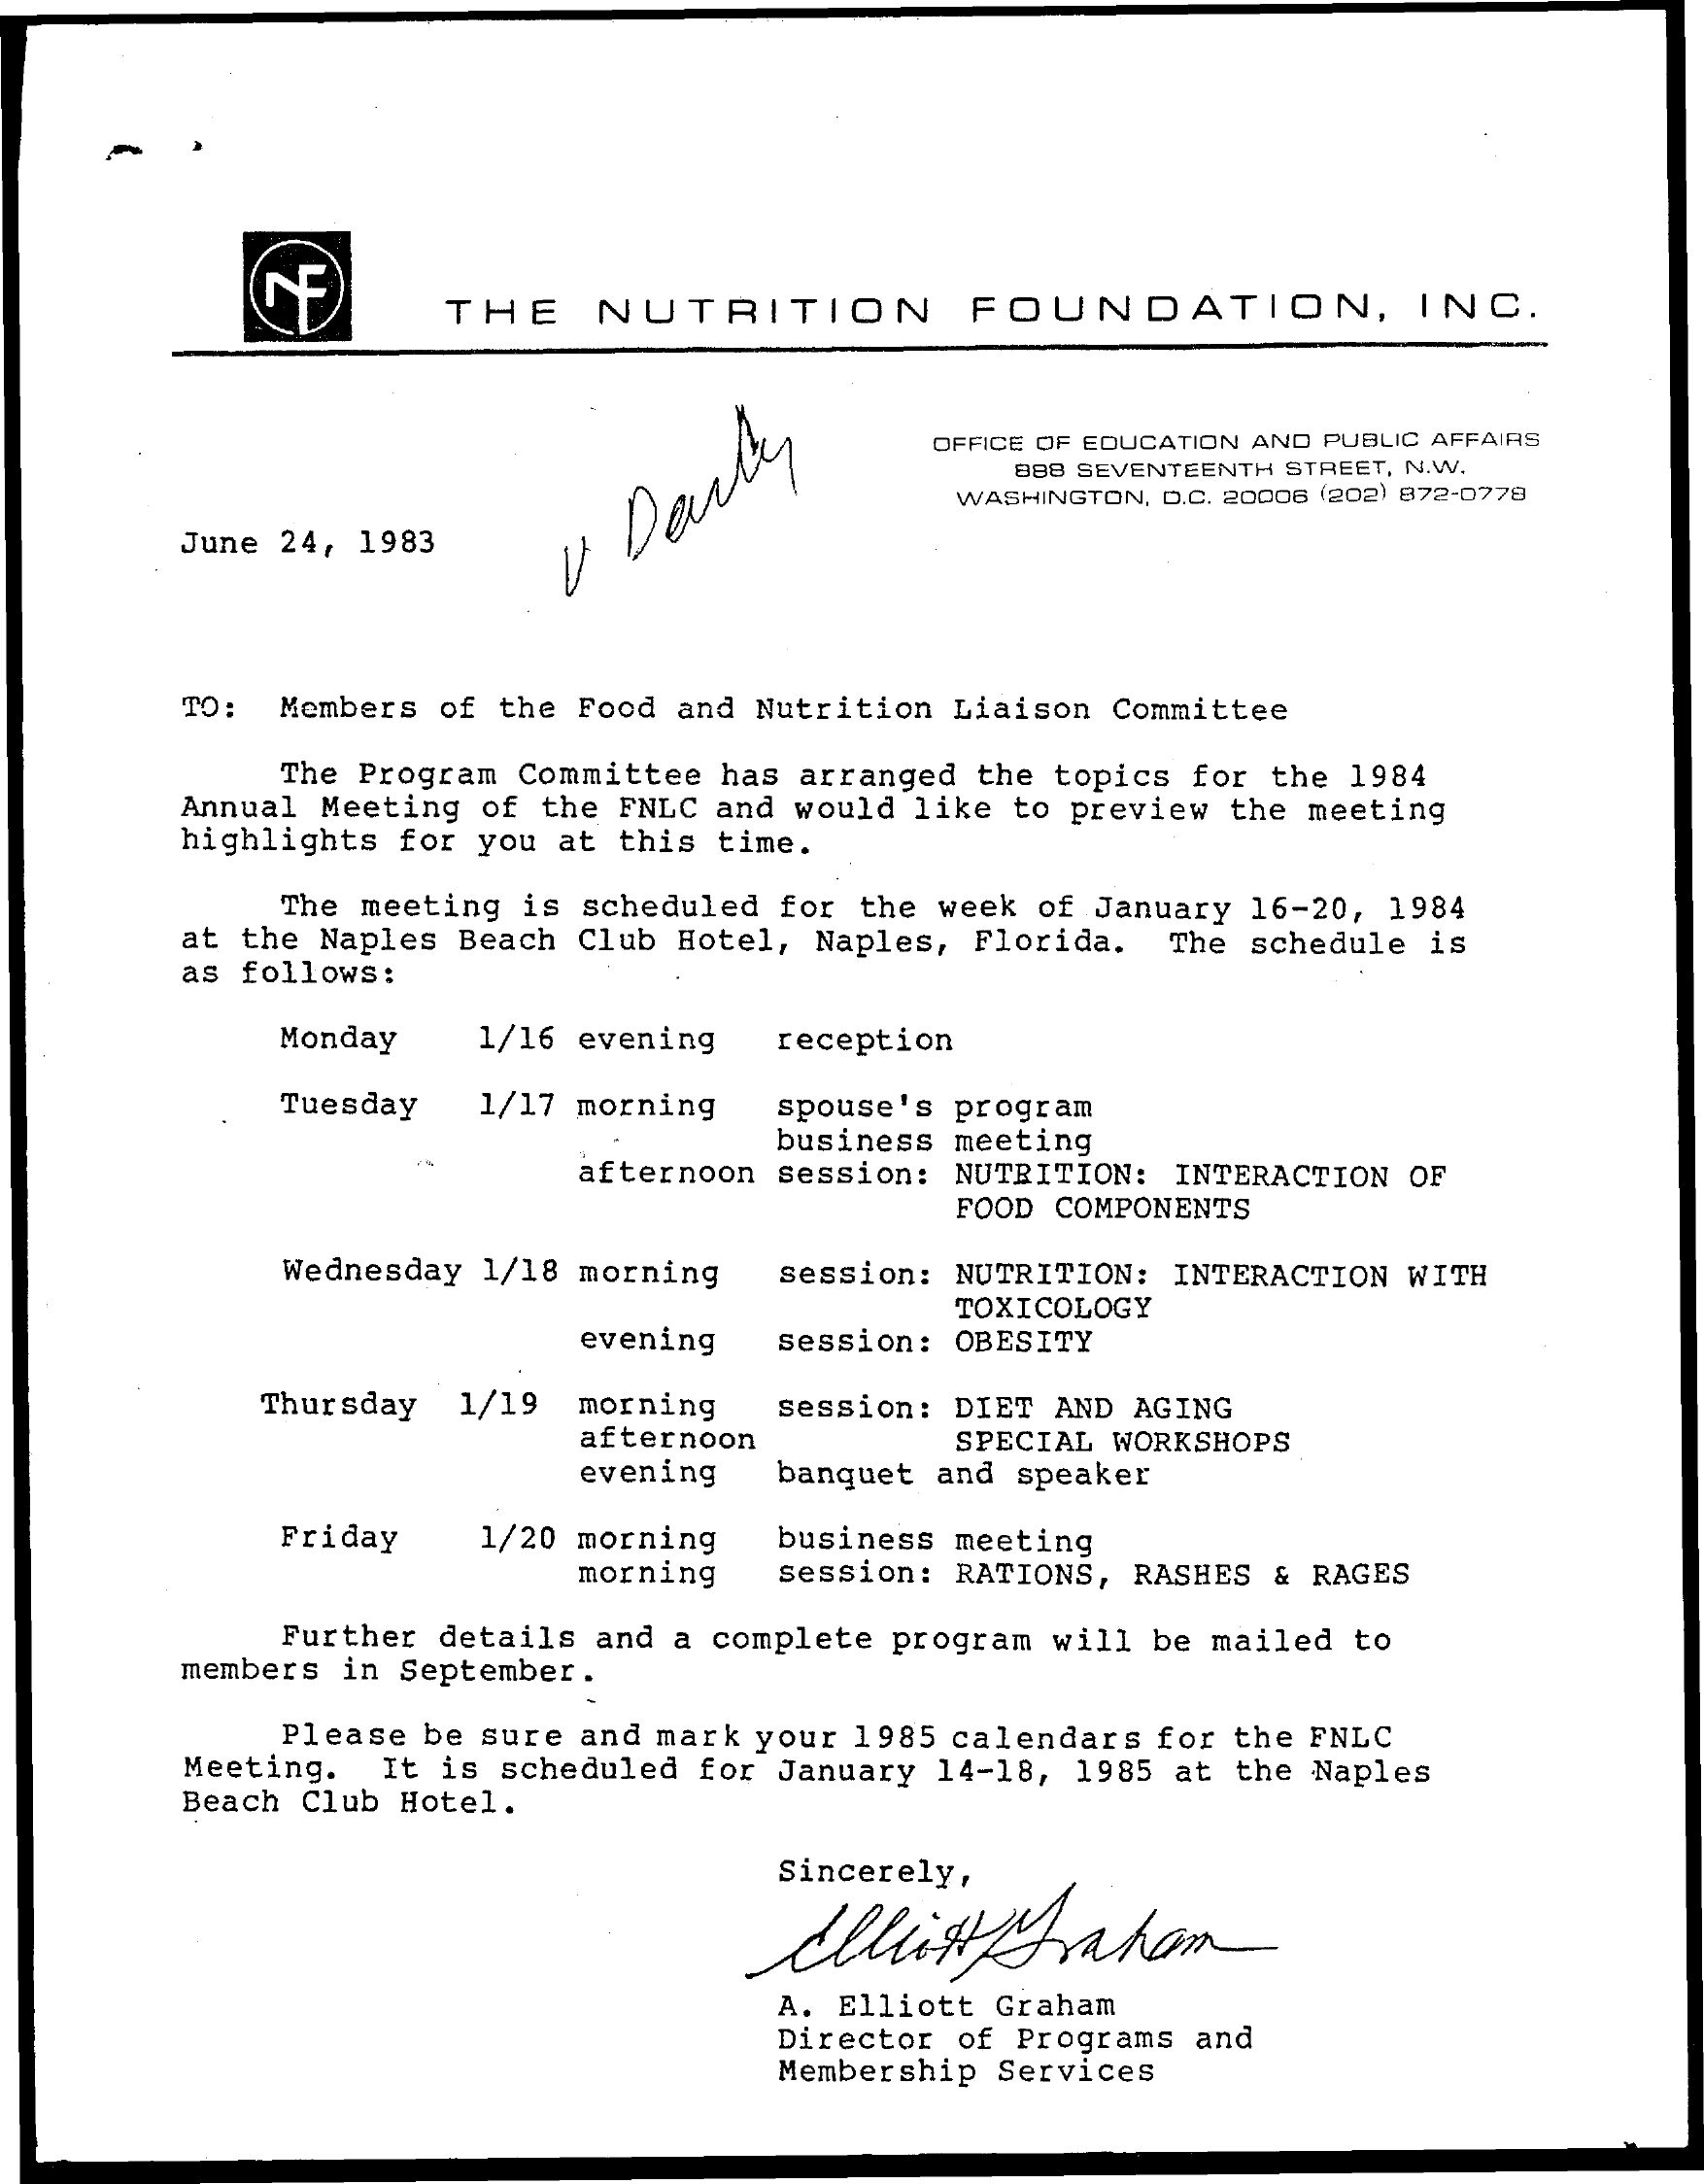 NF
THE NUTRITION FOUNDATION, INC.
OFFICE OF EDUCATION AND PUBLIC AFFAIRS
888 SEVENTEENTH STREET, N.W.
WASHINGTON, D.C. 20006 (202) 872-0778
June 24, 1983
TO: Members of the Food and Nutrition Liaison Committee
The Program Committee has arranged the topics for the 1984
Annual Meeting of the FNLC and would like to preview the meeting
highlights for you at this time.
The meeting is scheduled for the week of January 16-20, 1984
at the Naples Beach Club Hotel, Naples, Florida. The schedule is
as follows:
Monday 1/16 evening reception
Tuesday 1/17 morning spouse's program
business meeting
afternoon session: NUTRITION: INTERACTION OF
FOOD COMPONENTS
Wednesday 1/18 morning session: NUTRITION: INTERACTION WITH
TOXICOLOGY
evening session: OBESITY
Thursday 1/19 morning session: DIET AND AGING
afternoon SPECIAL WORKSHOPS
evening banquet and speaker
Friday 1/20 morning business meeting
morning session: RATIONS, RASHES & RAGES
Further details and a complete program will be mailed to
members in September.
Please be sure and mark your 1985 calendars for the FNLC
Meeting. It is scheduled for January 14-18, 1985 at the Naples
Beach Club Hotel.
Sincerely,
Elliott Graham
A. Elliott Graham
Director of Programs and
Membership Services